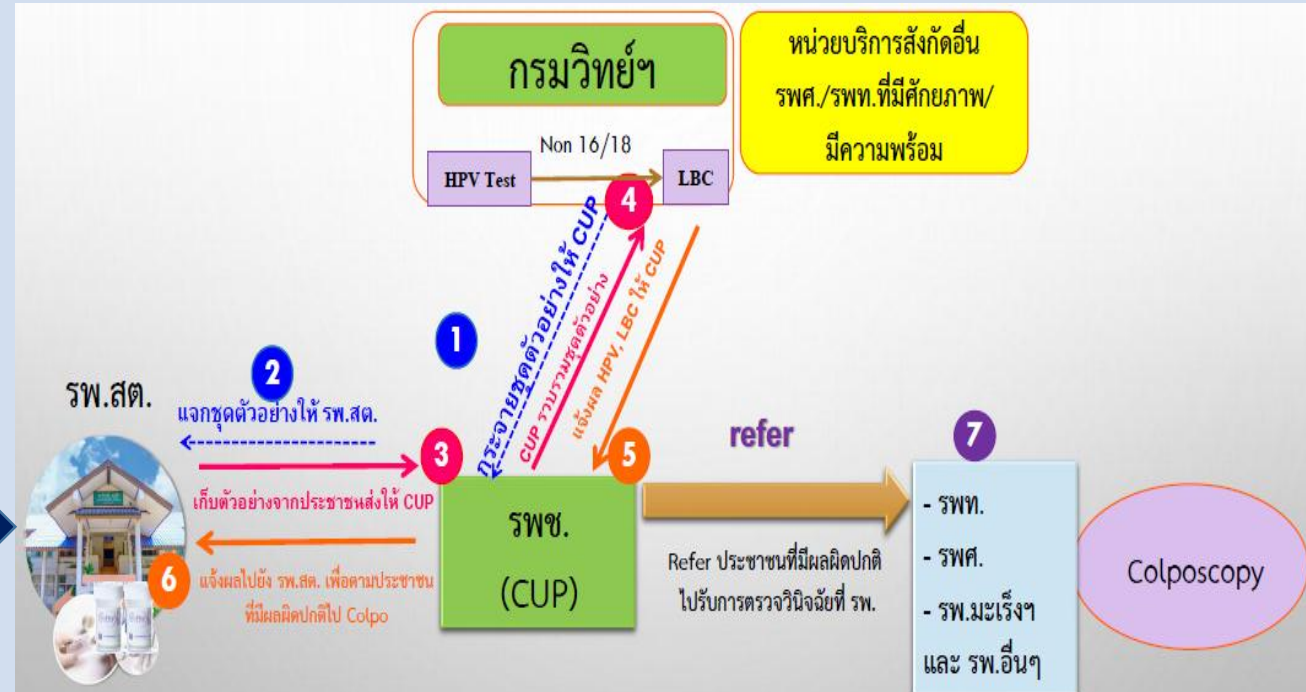 กรมวิทย์ฯ
HPV Test
Non 16/18
LBC
หน่วยบริการสังกัดอื่น
รพศ./รพท.ที่มีศักยภาพ/
มีความพร้อม
1
กระจายชุดตัวอย่างให้ CUP
4
CUP รวบรวมชุดตัวอย่าง
แจ้งผล HPV, LBC ให้ CUP
รพ.สต.
2
แจกชุดตัวอย่างให้ รพ.สต.
3
เก็บตัวอย่างจากประชาชนส่งให้ CUP
6
แจ้งผลไปยัง รพ.สต. เพื่อตามประชาชน
ที่มีผลผิดปกติไป Colpo
5
รพช.
(CUP)
refer
Refer ประชาชนที่มีผลผิดปกติ
ไปรับการตรวจวินิจฉัยที่ รพ.
7
- รพท.
- รพศ.
- รพ.มะเร็งฯ
และ รพ.อื่นๆ
Colposcopy